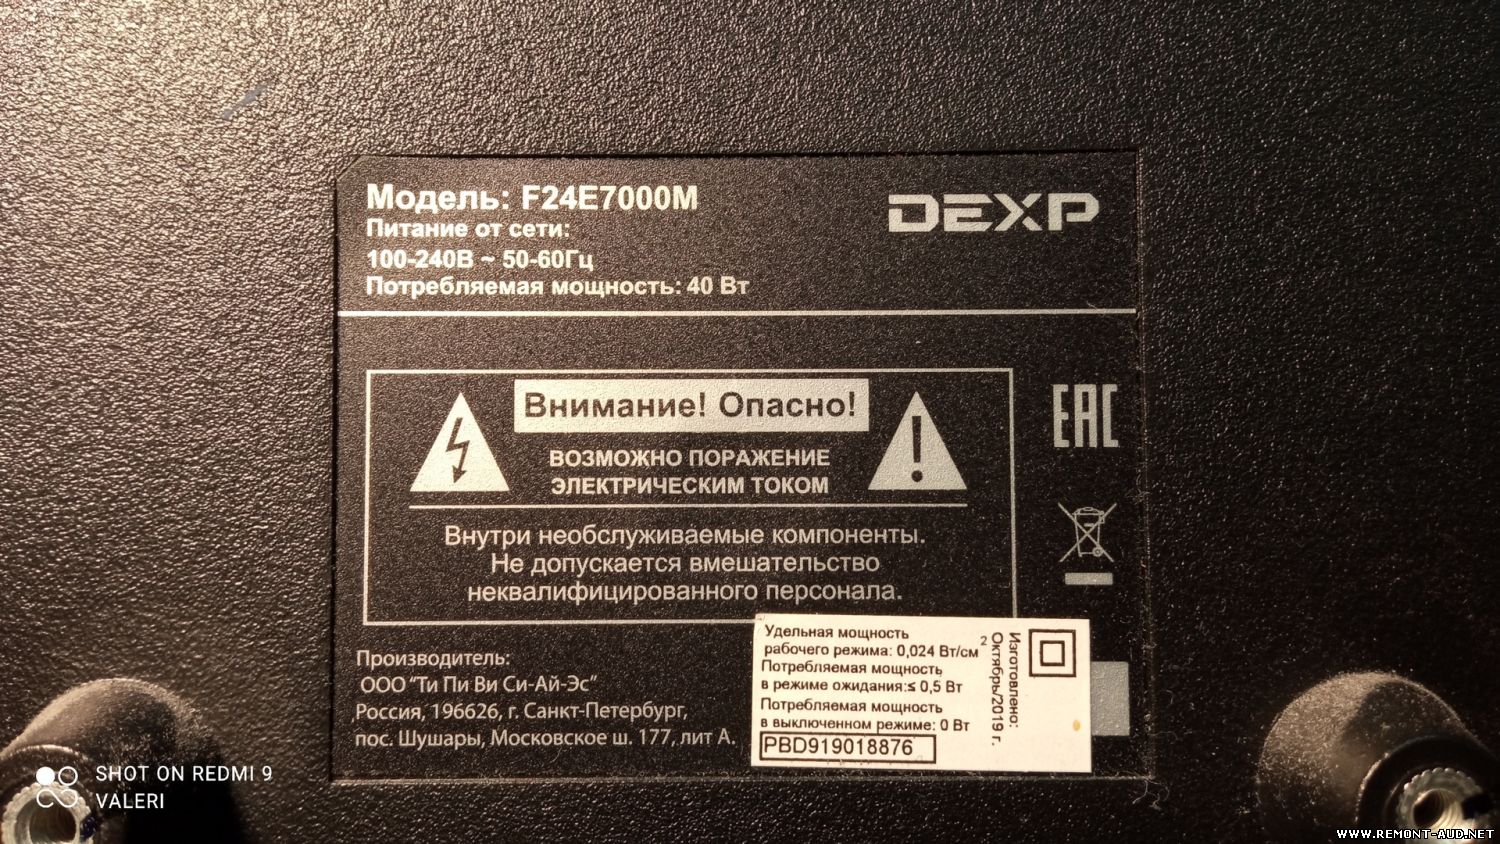 Модель: F24E7000M
Питание от сети:
100-240В ~ 50-60Гц
Потребляемая мощность: 40 Вт
DEXP
Внимание! Опасно!
ВОЗМОЖНО ПОРАЖЕНИЕ
ЭЛЕКТРИЧЕСКИМ ТОКОМ
Внутри необслуживаемые компоненты.
Не допускается вмешательство
неквалифицированного персонала.
EAC
Производитель:
ООО "Ти Пи Ви Си-Ай-Эс"
Россия, 196626, г. Санкт-Петербург,
пос. Шушары, Московское ш. 177, лит А.
Удельная мощность
рабочего режима: 0,024 Вт/см²
Потребляемая мощность
в режиме ожидания:≤ 0,5 Вт
Потребляемая мощность
в выключенном режиме: 0 Вт
PBD919018876
Изготовлено:
Октябрь/2019 г.
SHOT ON REDMI 9
VALERI
WWW.REMONT-AUD.NET